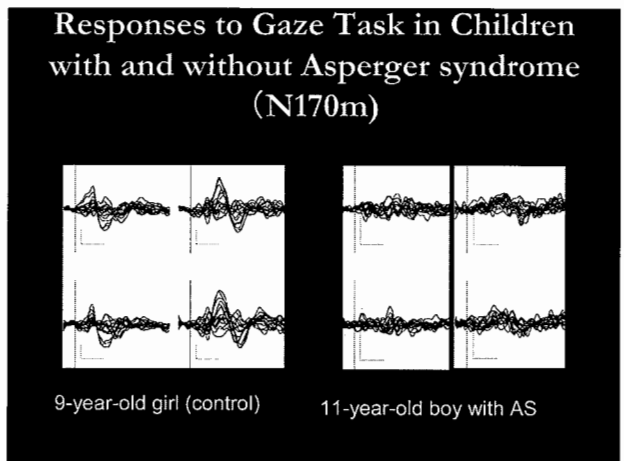 Responses to Gaze Task in Children
with and without Asperger syndrome
(N170m)
9-year-old girl (control)
11-year-old boy with AS